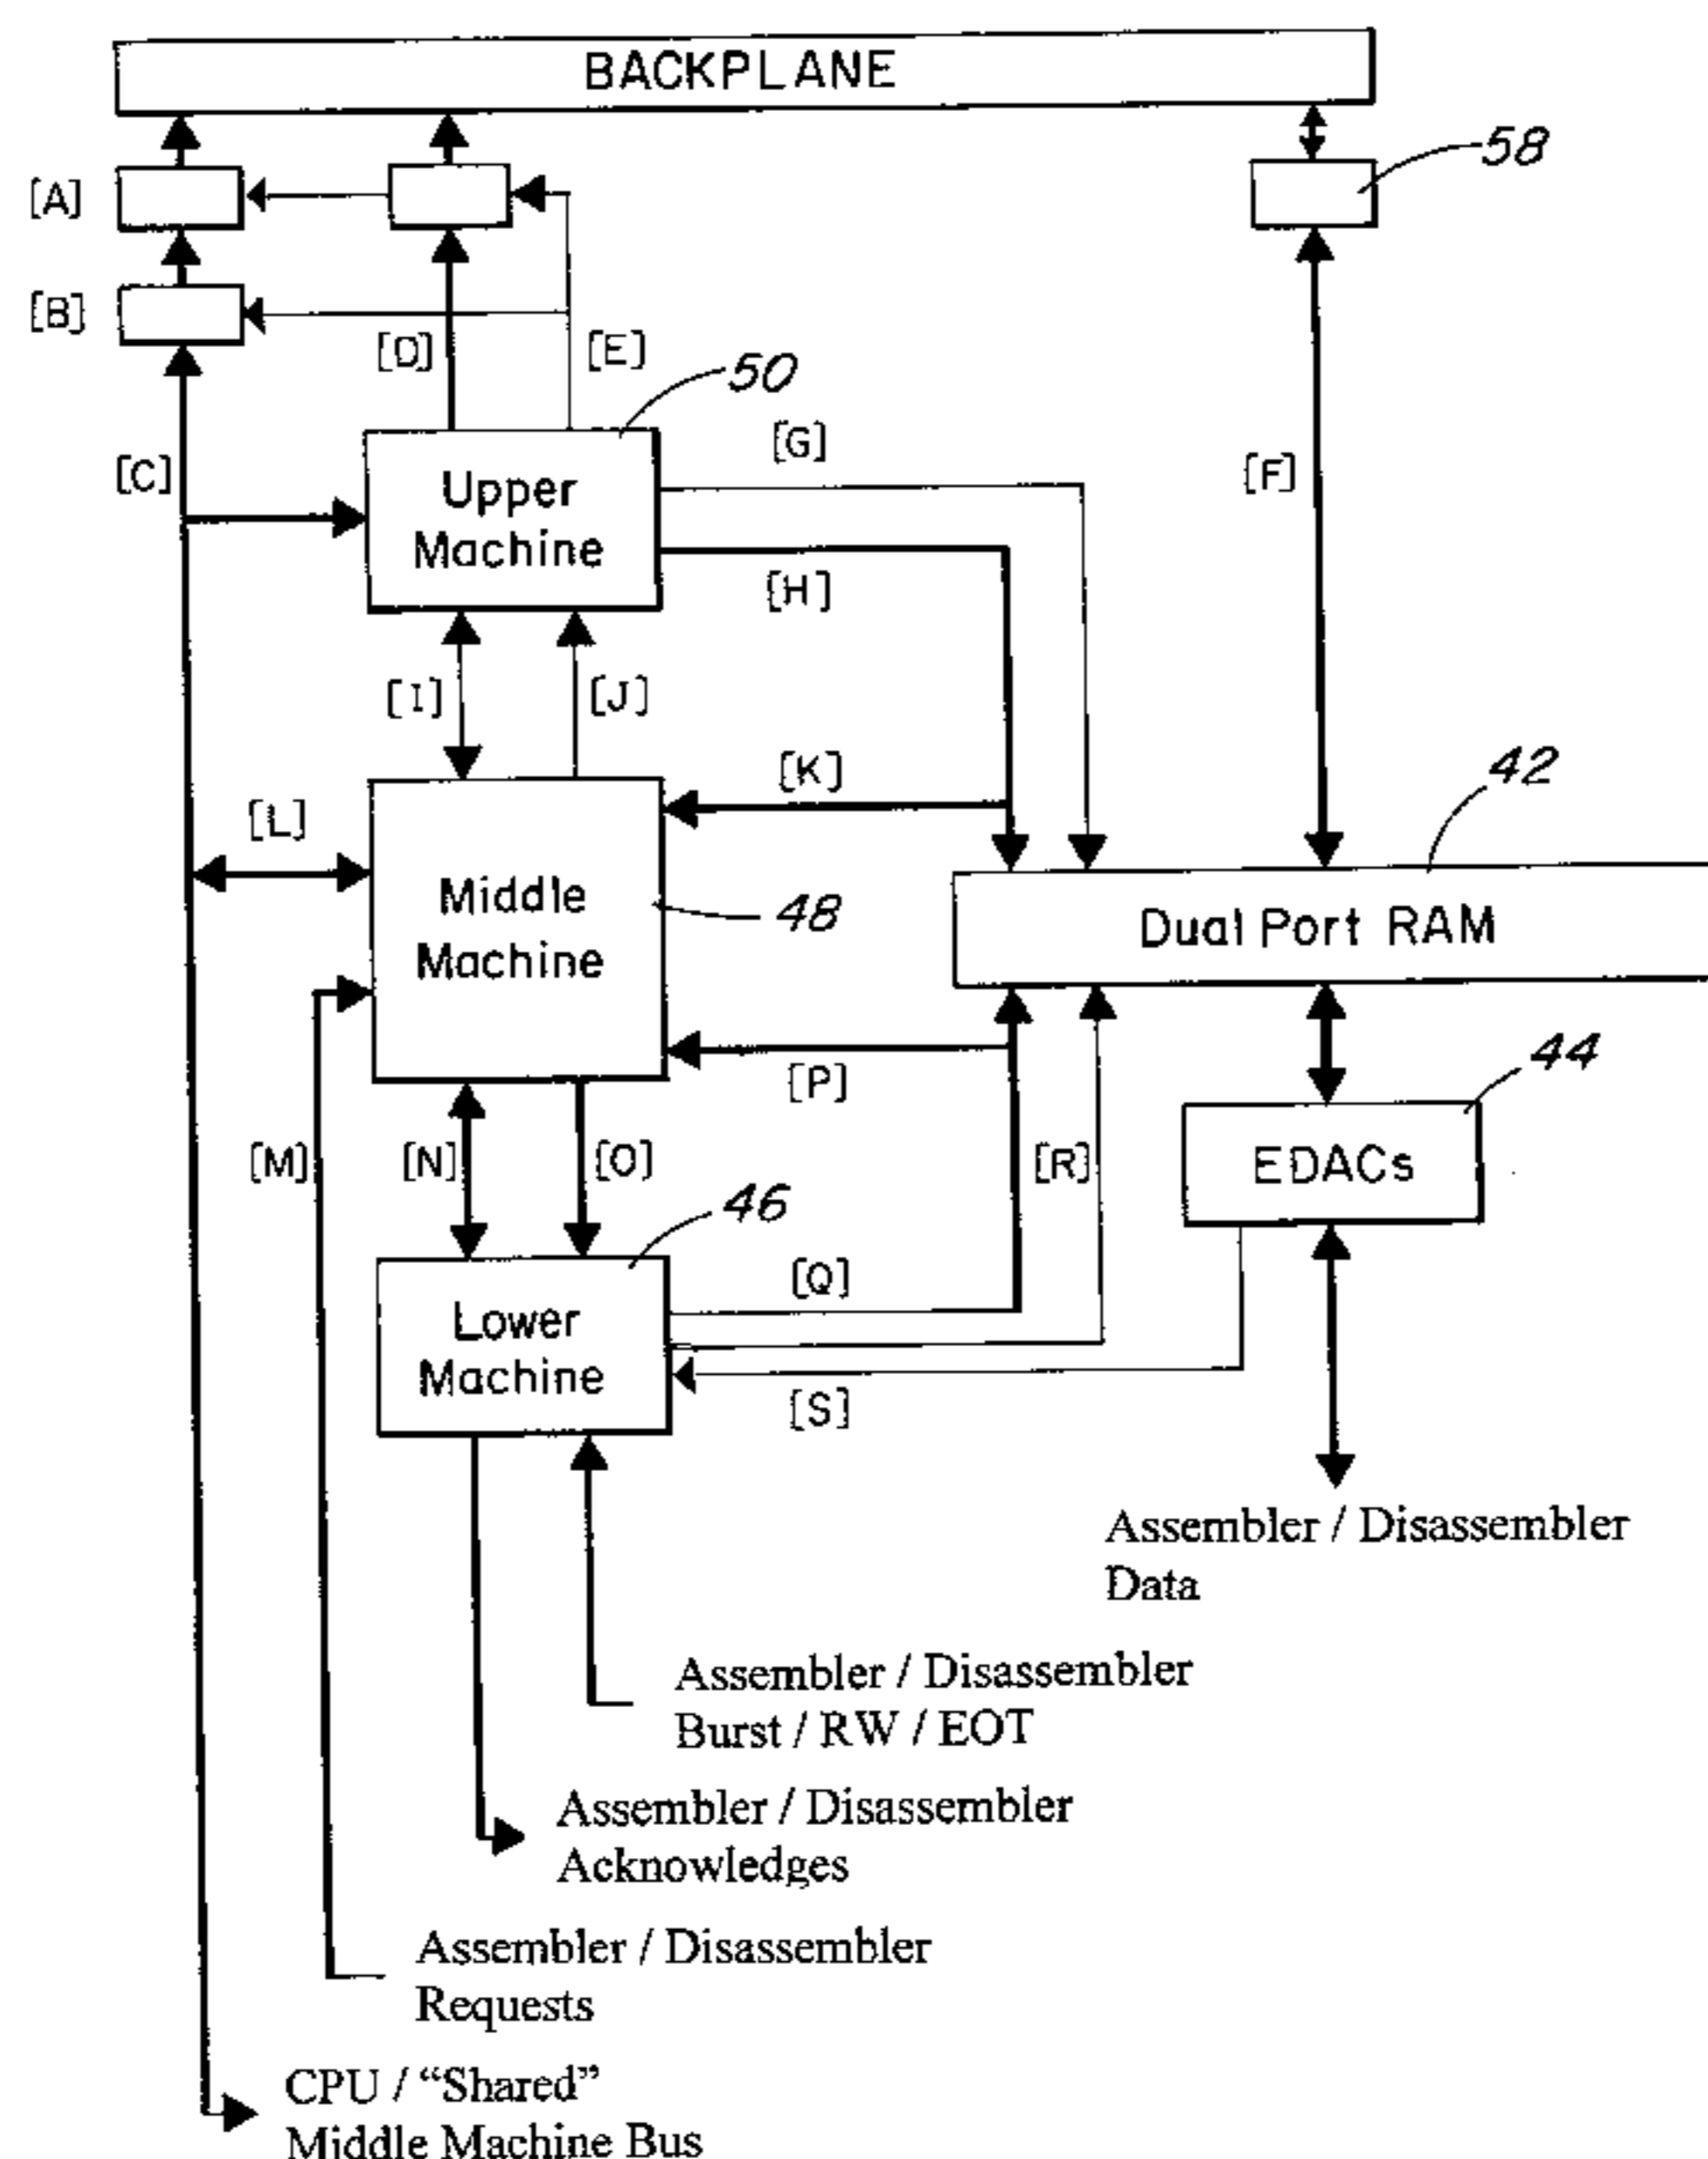 BACKPLANE
58
[A]
[B]
[D]
[E]
50
[C]
[G]
[F]
Upper
Machine
[H]
[I]
[J]
[K]
42
[L]
Middle
Machine
48
Dual Port RAM
44
[P]
[M]
[N]
[O]
[R]
EDACs
46
[Q]
Lower
Machine
[S]
Assembler / Disassembler
Data
Assembler / Disassembler
Burst / RW / EOT
Assembler / Disassembler
Acknowledges
Assembler / Disassembler
Requests
CPU / “Shared”
Middle Machine Bus